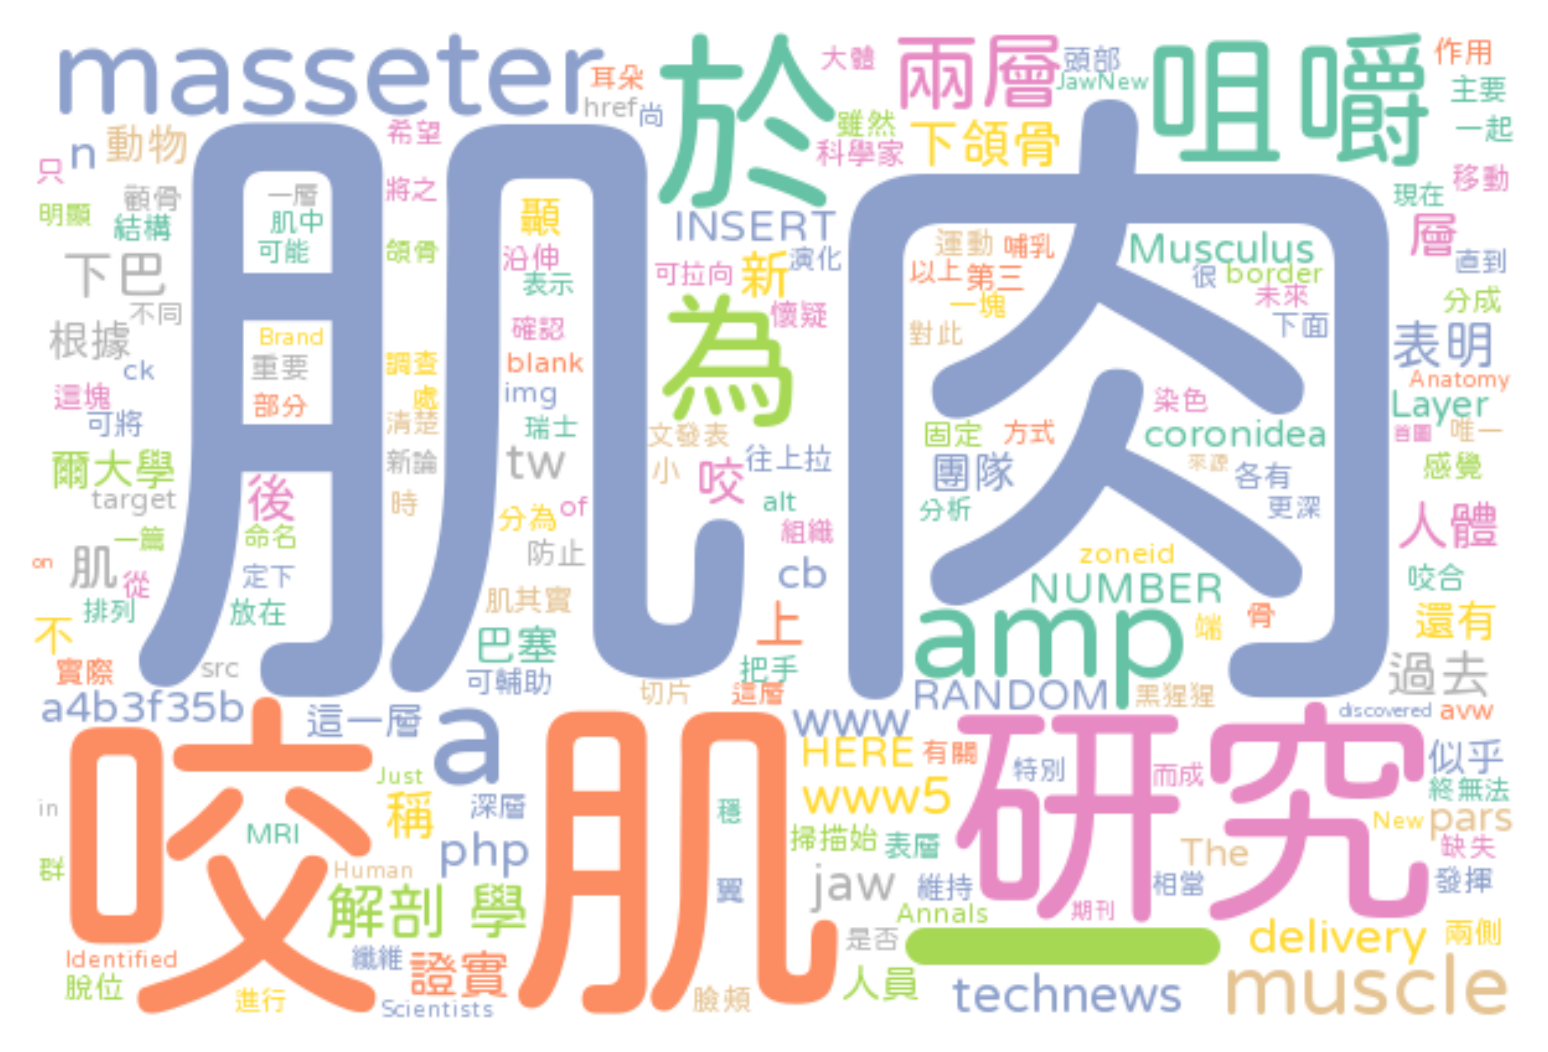 masseter
耳朵
href
尚
於
大體
兩層
頭部
JawNew
咀嚼
作用
主要
一起
n
動物
希望
雖然
科學家
下頜骨
只
顴骨
明顯
結構
將之
一層
肌中
可能
頜骨
顳
沿伸
表示
INSERT
可拉向
新
演化
懷疑
運動
哺乳
以上
第三
一塊
對此
Musculus
很
border
未來
下面
現在
移動
層
直到
分成
肌肉
下巴
不同
根據
ck
這塊
可將
Brand
重要
部分
調查
處
清楚
新論
時
確認
blank
img
瑞士
tw
為
文發表
小
咬
往上拉
alt
組織
cb
固定
方式
團隊
分析
染色
coronidea
來源
各有
更深
zoneid
NUMBER
表明
Anatomy
Layer
首圖
唯一
感覺
人體
咬合
還有
過去
爾大學
target
一篇
後
命名
定下
放在
分為
of
防止
肌其實
巴塞
可輔助
on
肌
從
排列
不
實際
src
上
把手
切片
這層
amp
端
骨
RANDOM
黑猩猩
discovered
avw
a4b3f35b
這一層
a
www
HERE
有關
www5
咬肌
研究
特別
而成
似乎
終無法
New
pars
缺失
發揮
in
群
MRI
Just
稱
深層
php
Human
解剖 學
穩
翼
掃描始
表層
jaw
維持
Annals
期刊
相當
The
Identified
脫位
進行
纖維
證實
Scientists
臉頰
是否
人員
technews
delivery
兩側
muscle